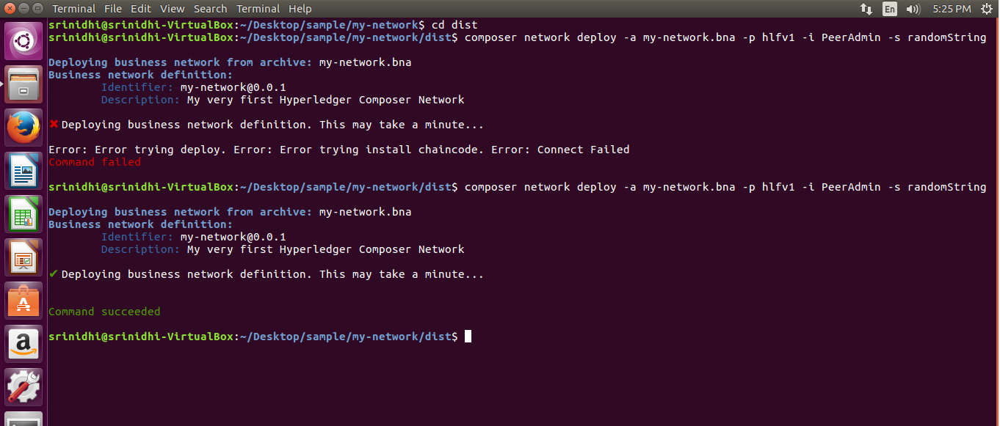 Terminal File Edit View Search Terminal Help En 5:25 PM
srinidhi@srinidhi-VirtualBox:~/Desktop/sample/my-network$ cd dist
srinidhi@srinidhi-VirtualBox:~/Desktop/sample/my-network/dist$ composer network deploy -a my-network.bna -p hlfv1 -i PeerAdmin -s randomString
Deploying business network from archive: my-network.bna
Business network definition:
Identifier: my-network@0.0.1
Description: My very first Hyperledger Composer Network
✖ Deploying business network definition. This may take a minute...
Error: Error trying deploy. Error: Error trying install chaincode. Error: Connect Failed
Command failed
srinidhi@srinidhi-VirtualBox:~/Desktop/sample/my-network/dist$ composer network deploy -a my-network.bna -p hlfv1 -i PeerAdmin -s randomString
Deploying business network from archive: my-network.bna
Business network definition:
Identifier: my-network@0.0.1
Description: My very first Hyperledger Composer Network
✔ Deploying business network definition. This may take a minute...
Command succeeded
srinidhi@srinidhi-VirtualBox:~/Desktop/sample/my-network/dist$